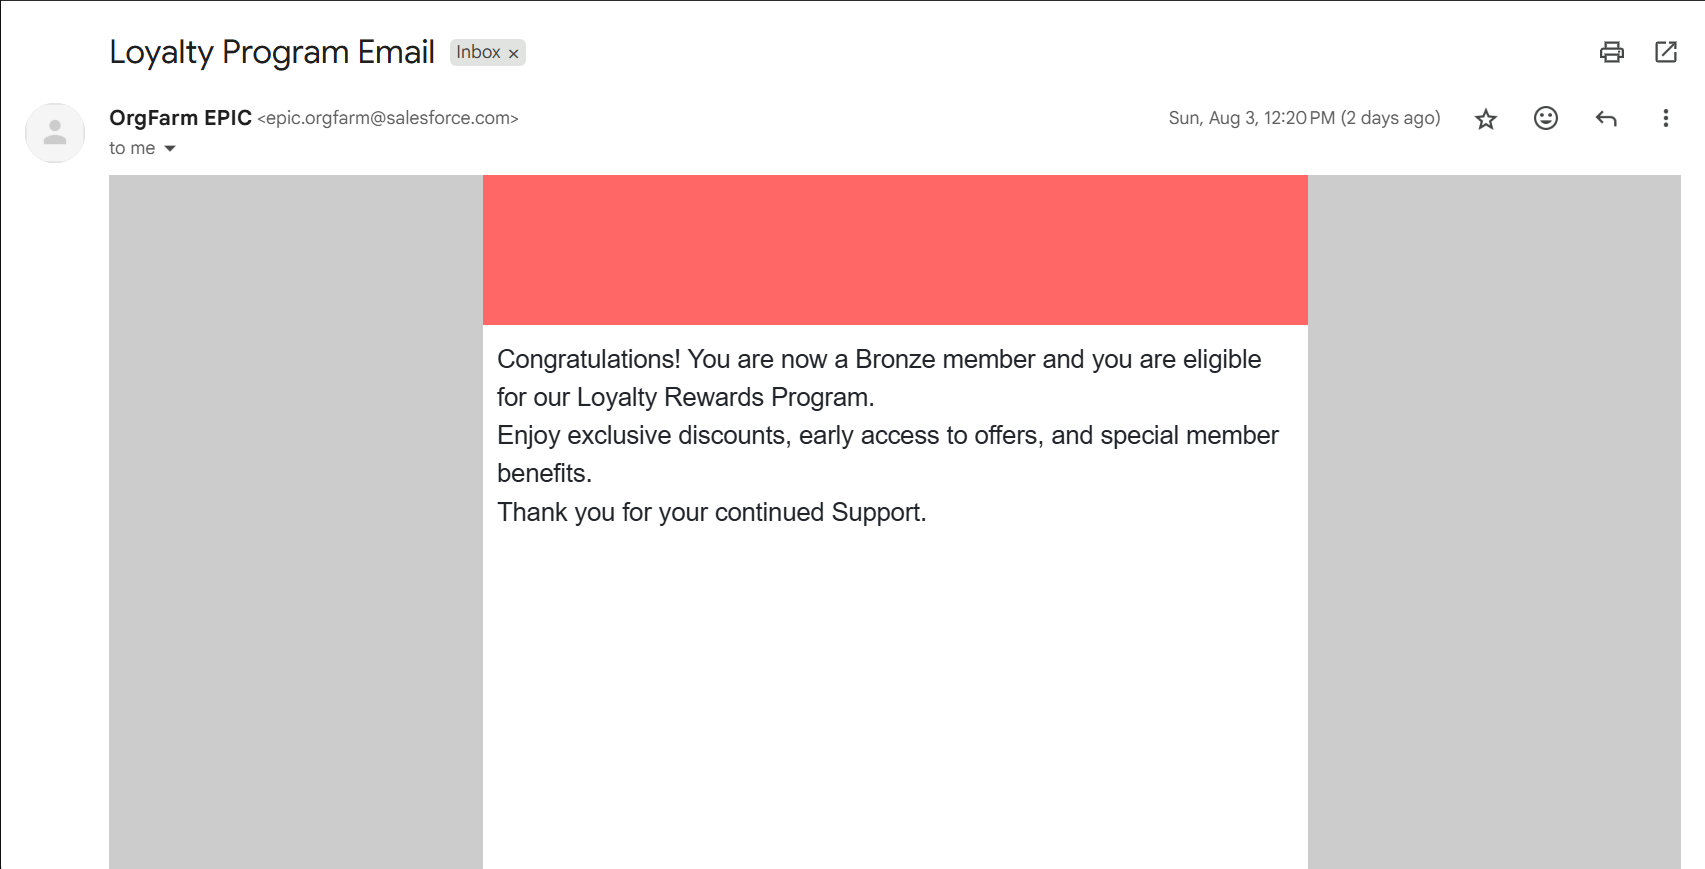 Loyalty Program Email Inbox ×
OrgFarm EPIC <epic.orgfarm@salesforce.com> Sun, Aug 3, 12:20 PM (2 days ago)
to me
Congratulations! You are now a Bronze member and you are eligible
for our Loyalty Rewards Program.
Enjoy exclusive discounts, early access to offers, and special member
benefits.
Thank you for your continued Support.